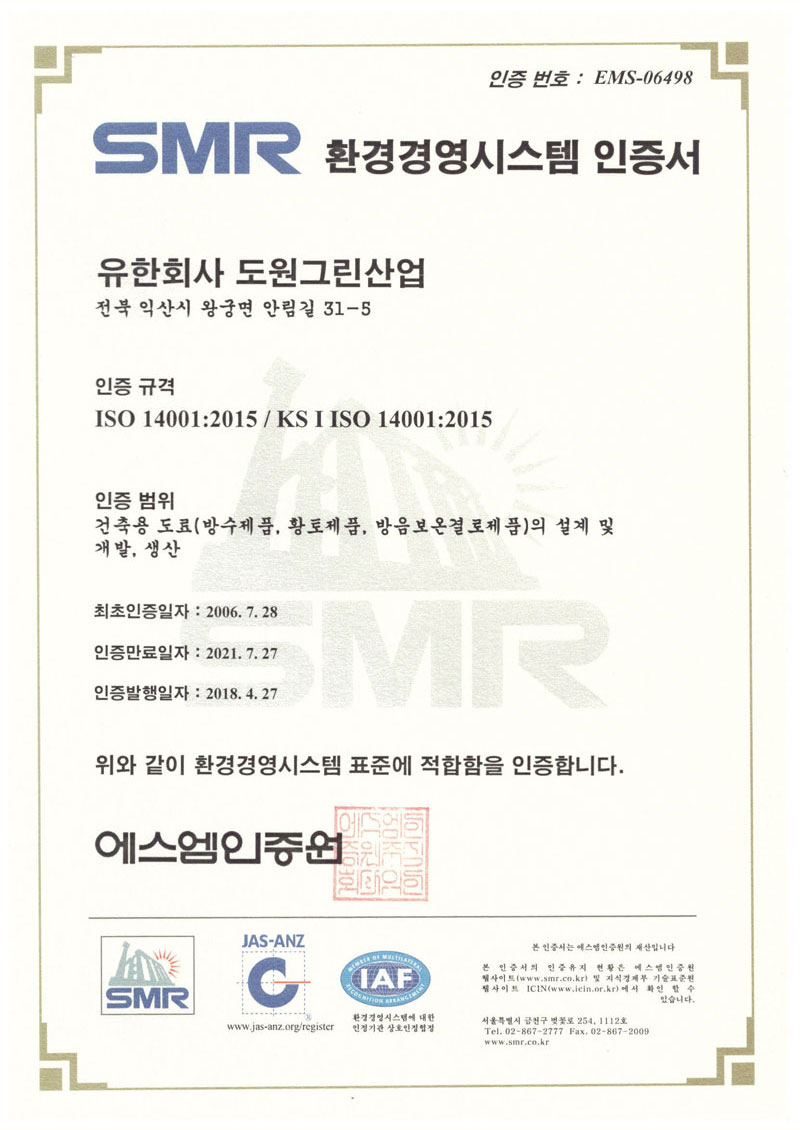 인증 번호 : EMS-06498
SMR 환경경영시스템 인증서
유한회사 도원그린산업
전북 익산시 왕궁면 안림길 31-5
인증 규격
ISO 14001:2015 / KS I ISO 14001:2015
인증 범위
건축용 도료(방수제품, 황토제품, 방음보온결로제품)의 설계 및
개발, 생산
최초인증일자 : 2006. 7. 28
인증만료일자 : 2021. 7. 27
인증발행일자 : 2018. 4. 27
SMR
위와 같이 환경경영시스템 표준에 적합함을 인증합니다.
에스엠인증원
SMR
JAS-ANZ
www.jas-anz.org/register
MEMBER OF MULTILATERAL
IAF
RECOGNITION ARRANGEMENT
환경경영시스템에 대한
인정기관 상호인정협정
본 인증서는 에스엠인증원의 재산입니다
본 인증서의 인증유지 현황은 에스엠인증원
웹사이트(www.smr.co.kr) 및 지식경제부 기술표준원
웹사이트 ICIN(www.icin.or.kr)에서 확인 할 수
있습니다.
서울특별시 금천구 벚꽃로 254, 1112호
Tel. 02-867-2777 Fax. 02-867-2009
www.smr.co.kr